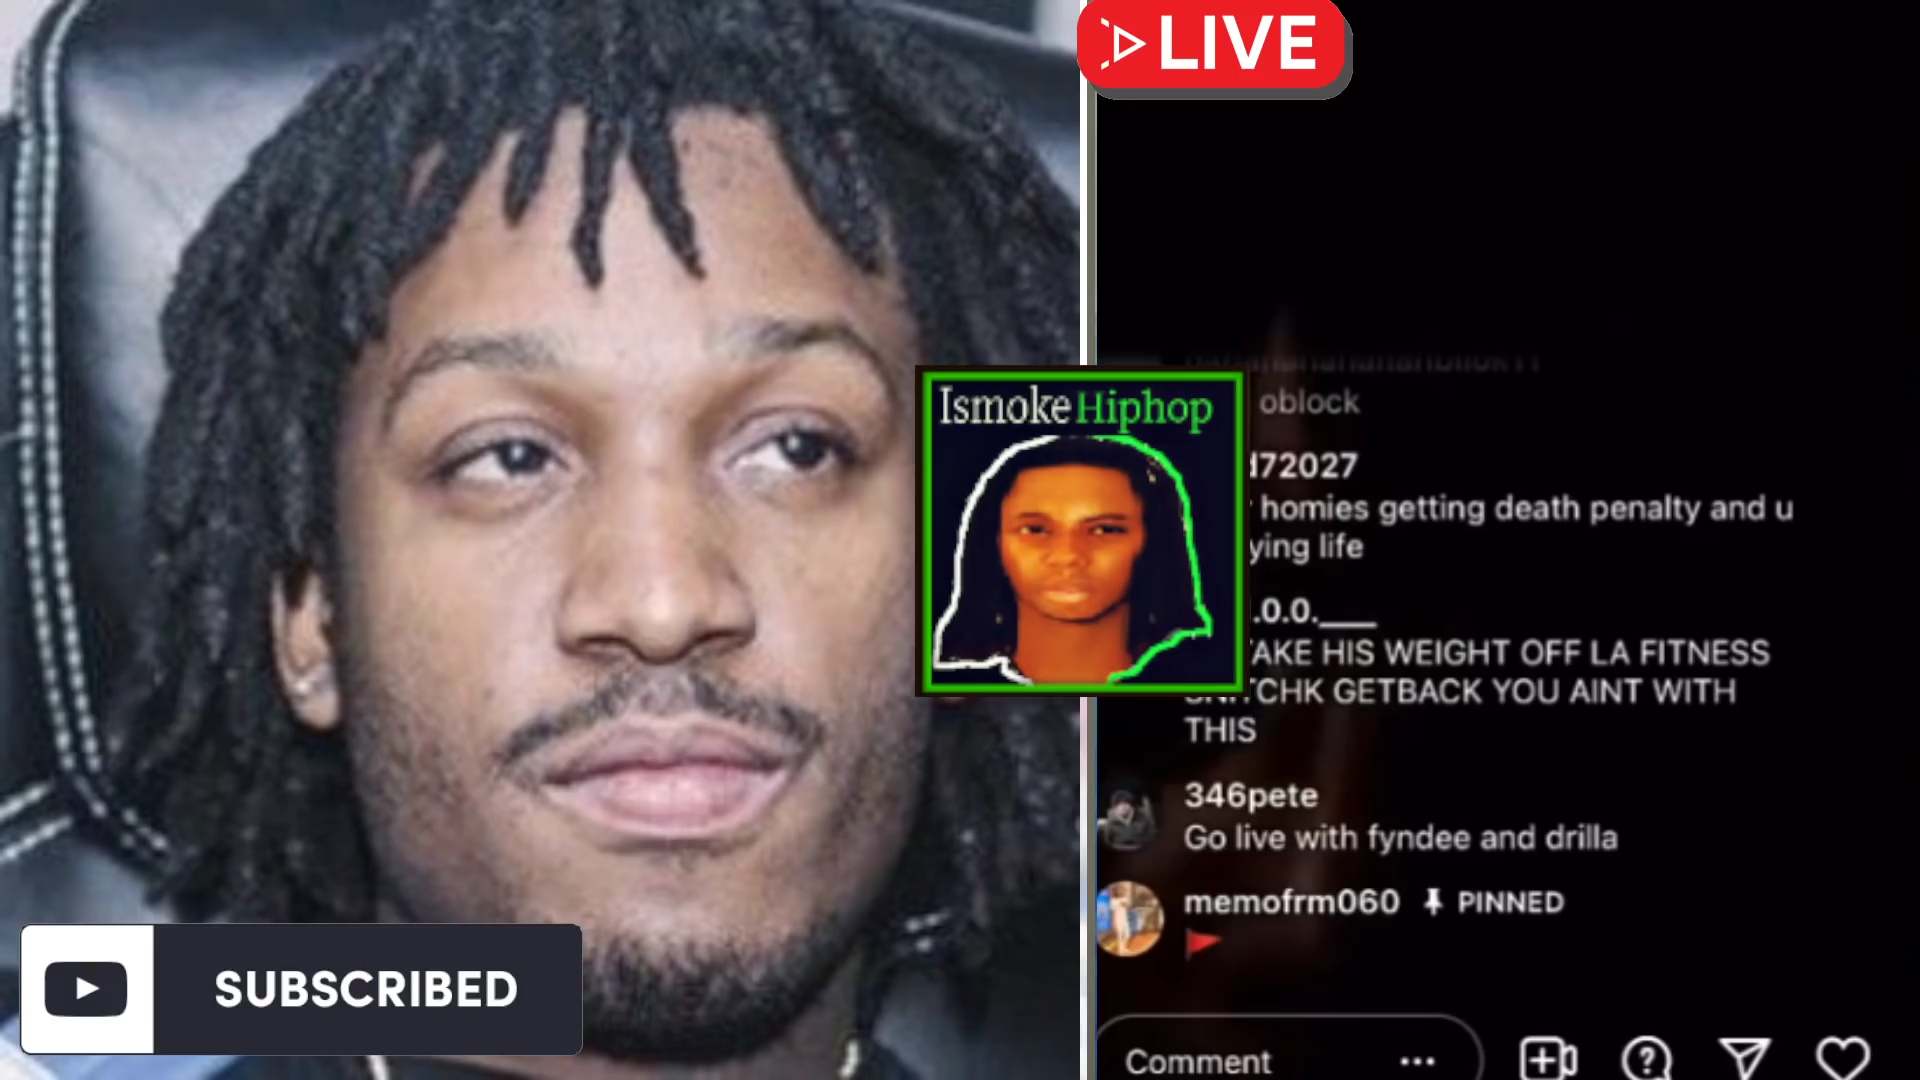 LIVE
Ismoke Hiphop
oblock
72027
homies getting death penalty and u
ying life
.0.0.___
AKE HIS WEIGHT OFF LA FITNESS
CHK GETBACK YOU AINT WITH
THIS
346pete
Go live with fyndee and drilla
memofrm060 PINNED
SUBSCRIBED
Comment ...